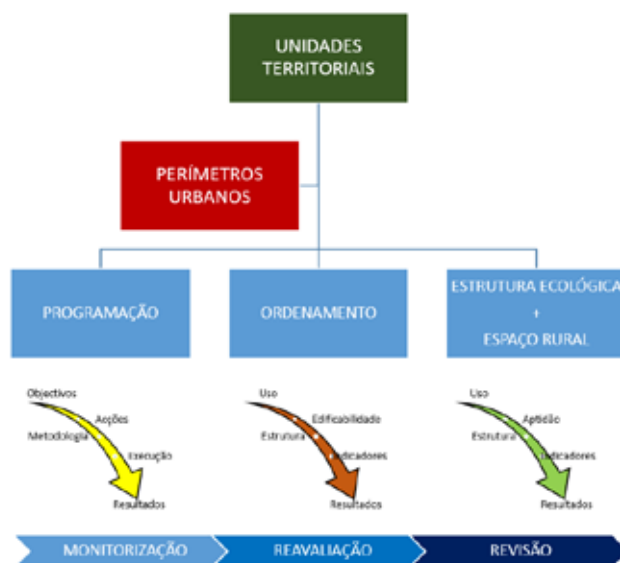 UNIDADES
TERRITORIAIS
PERÍMETROS
URBANOS
PROGRAMAÇÃO
ORDENAMENTO
ESTRUTURA ECOLÓGICA
+
ESPAÇO RURAL
Objectivos
Acções
Metodologia
Execução
Resultados
Uso
Edificabilidade
Estrutura
Indicadores
Resultados
Uso
Aptidão
Estrutura
Indicadores
Resultados
MONITORIZAÇÃO
REAVALIAÇÃO
REVISÃO